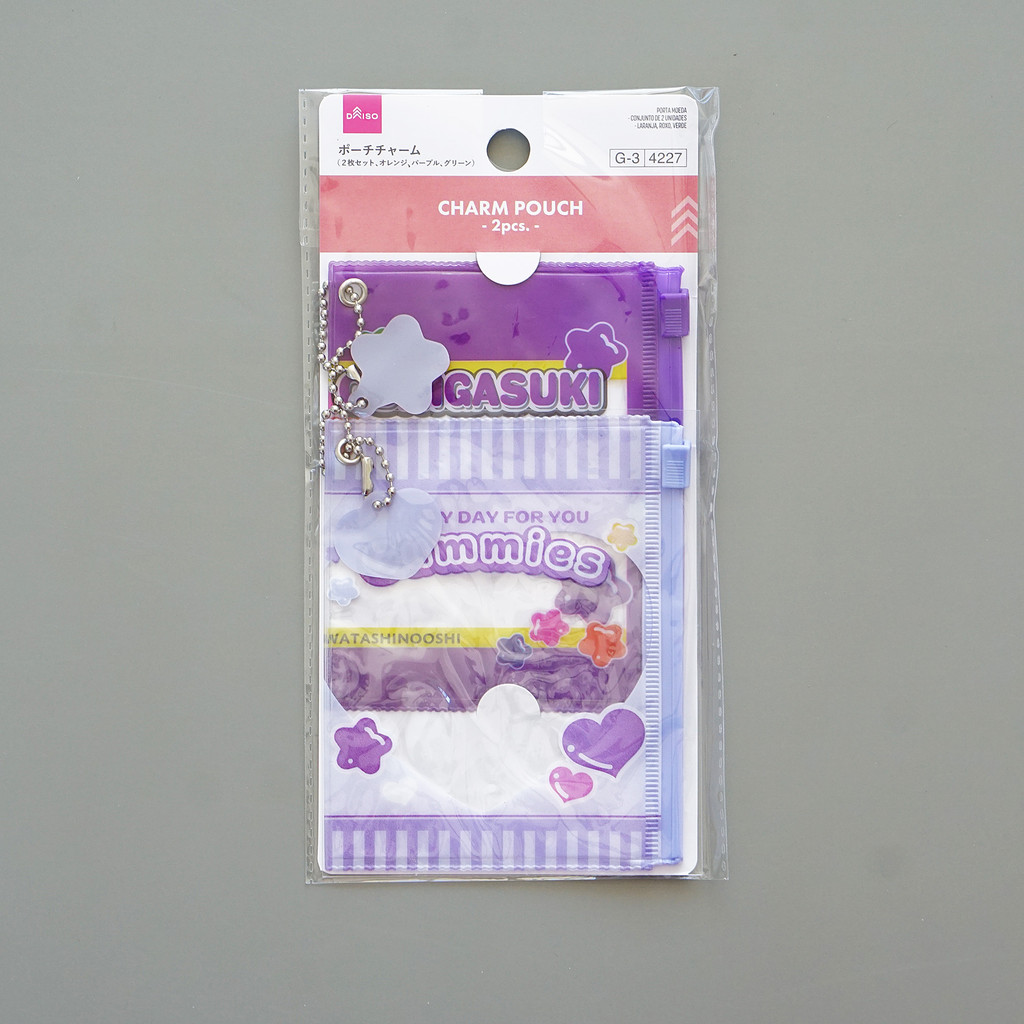 DAISO
ポーチチャーム
(2枚セット、オレンジ、パープル、グリーン)
PORTA MOEDA
- CONJUNTO DE 2 UNIDADES
- LARANJA, ROXO, VERDE
G-3 4227
CHARM POUCH
- 2pcs. -
IGASUKI
Y DAY FOR YOU
mmies
WATASHINOOSHI